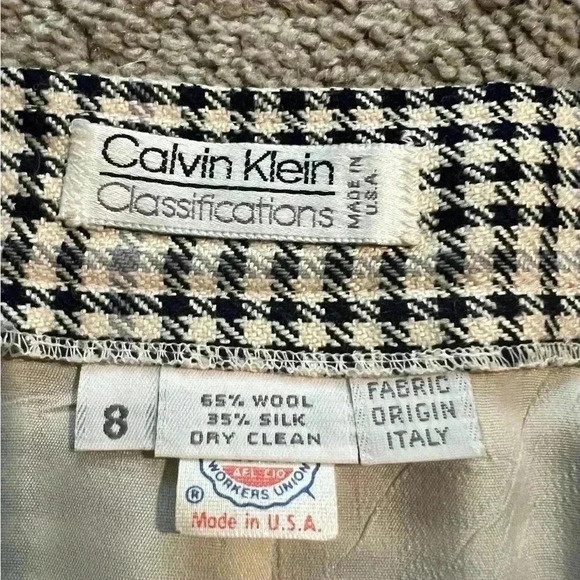 Calvin Klein
Classifications
MADE IN
U.S.A.
8
65% WOOL
35% SILK
DRY CLEAN
FABRIC
ORIGIN
ITALY
AFL CIO
WORKERS UNION
®
Made in U.S.A.